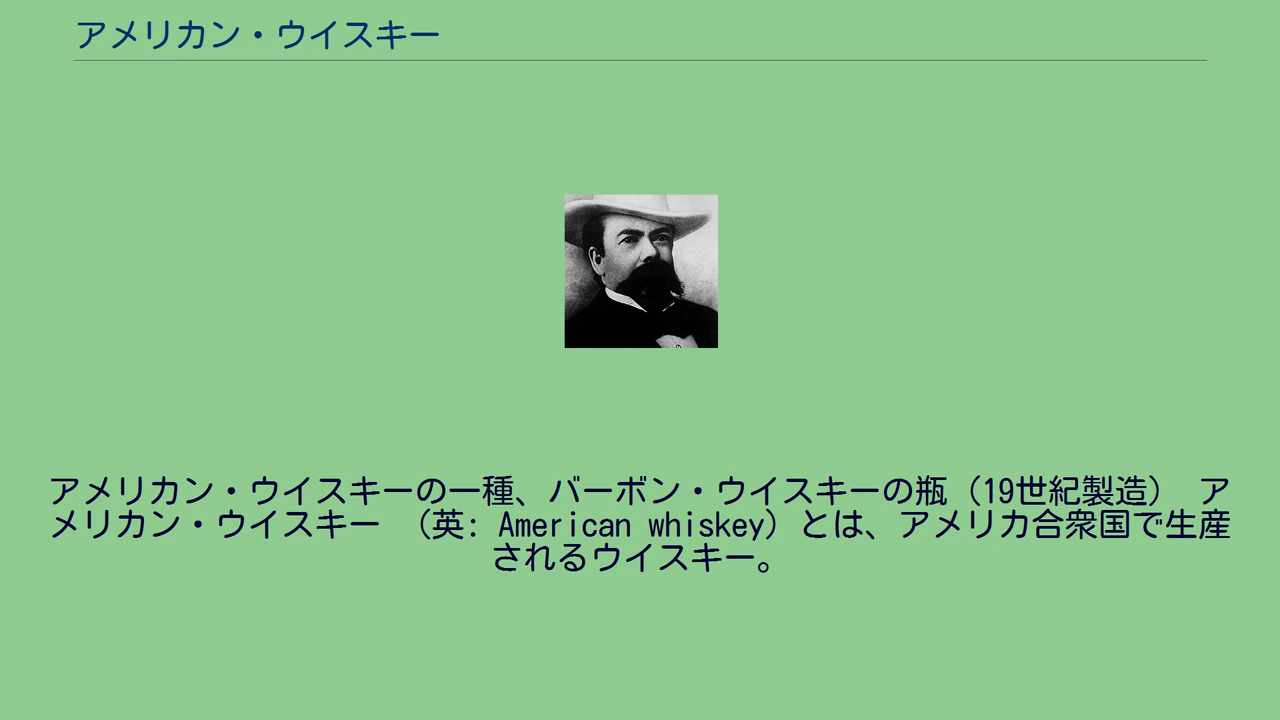 アメリカン・ウイスキー
アメリカン・ウイスキーの一種、バーボン・ウイスキーの瓶（19世紀製造）　ア
メリカン・ウイスキー　（英: American whiskey）とは、アメリカ合衆国で生産
されるウイスキー。